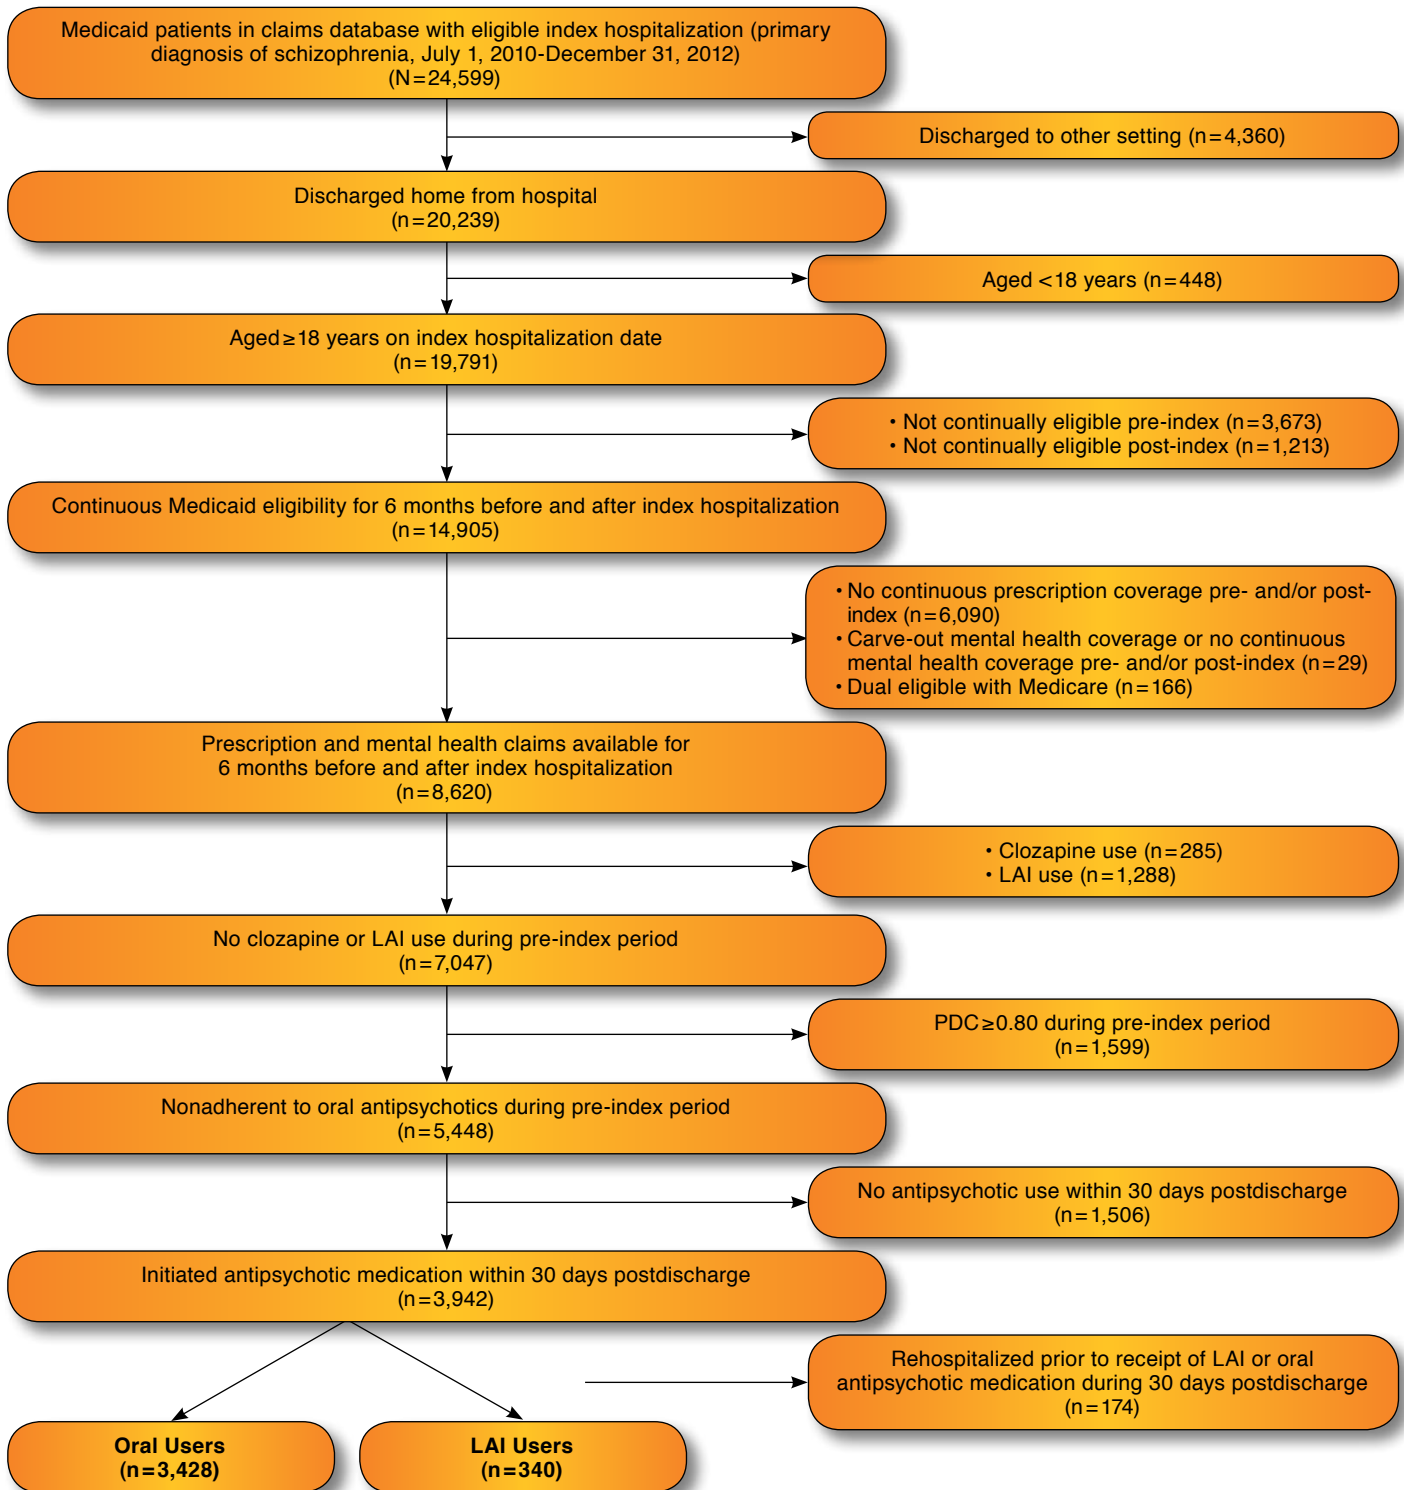 Medicaid patients in claims database with eligible index hospitalization (primary
diagnosis of schizophrenia, July 1, 2010-December 31, 2012)
(N=24,599)
Discharged to other setting (n=4,360)
Discharged home from hospital
(n=20,239)
Aged <18 years (n=448)
Aged≥18 years on index hospitalization date
(n=19,791)
• Not continually eligible pre-index (n=3,673)
• Not continually eligible post-index (n=1,213)
Continuous Medicaid eligibility for 6 months before and after index hospitalization
(n=14,905)
• No continuous prescription coverage pre- and/or post-
index (n=6,090)
• Carve-out mental health coverage or no continuous
mental health coverage pre- and/or post-index (n=29)
• Dual eligible with Medicare (n=166)
Prescription and mental health claims available for
6 months before and after index hospitalization
(n=8,620)
• Clozapine use (n=285)
• LAI use (n=1,288)
No clozapine or LAI use during pre-index period
(n=7,047)
PDC≥0.80 during pre-index period
(n=1,599)
Nonadherent to oral antipsychotics during pre-index period
(n=5,448)
No antipsychotic use within 30 days postdischarge
(n=1,506)
Initiated antipsychotic medication within 30 days postdischarge
(n=3,942)
Rehospitalized prior to receipt of LAI or oral
antipsychotic medication during 30 days postdischarge
(n=174)
Oral Users
(n=3,428)
LAI Users
(n=340)